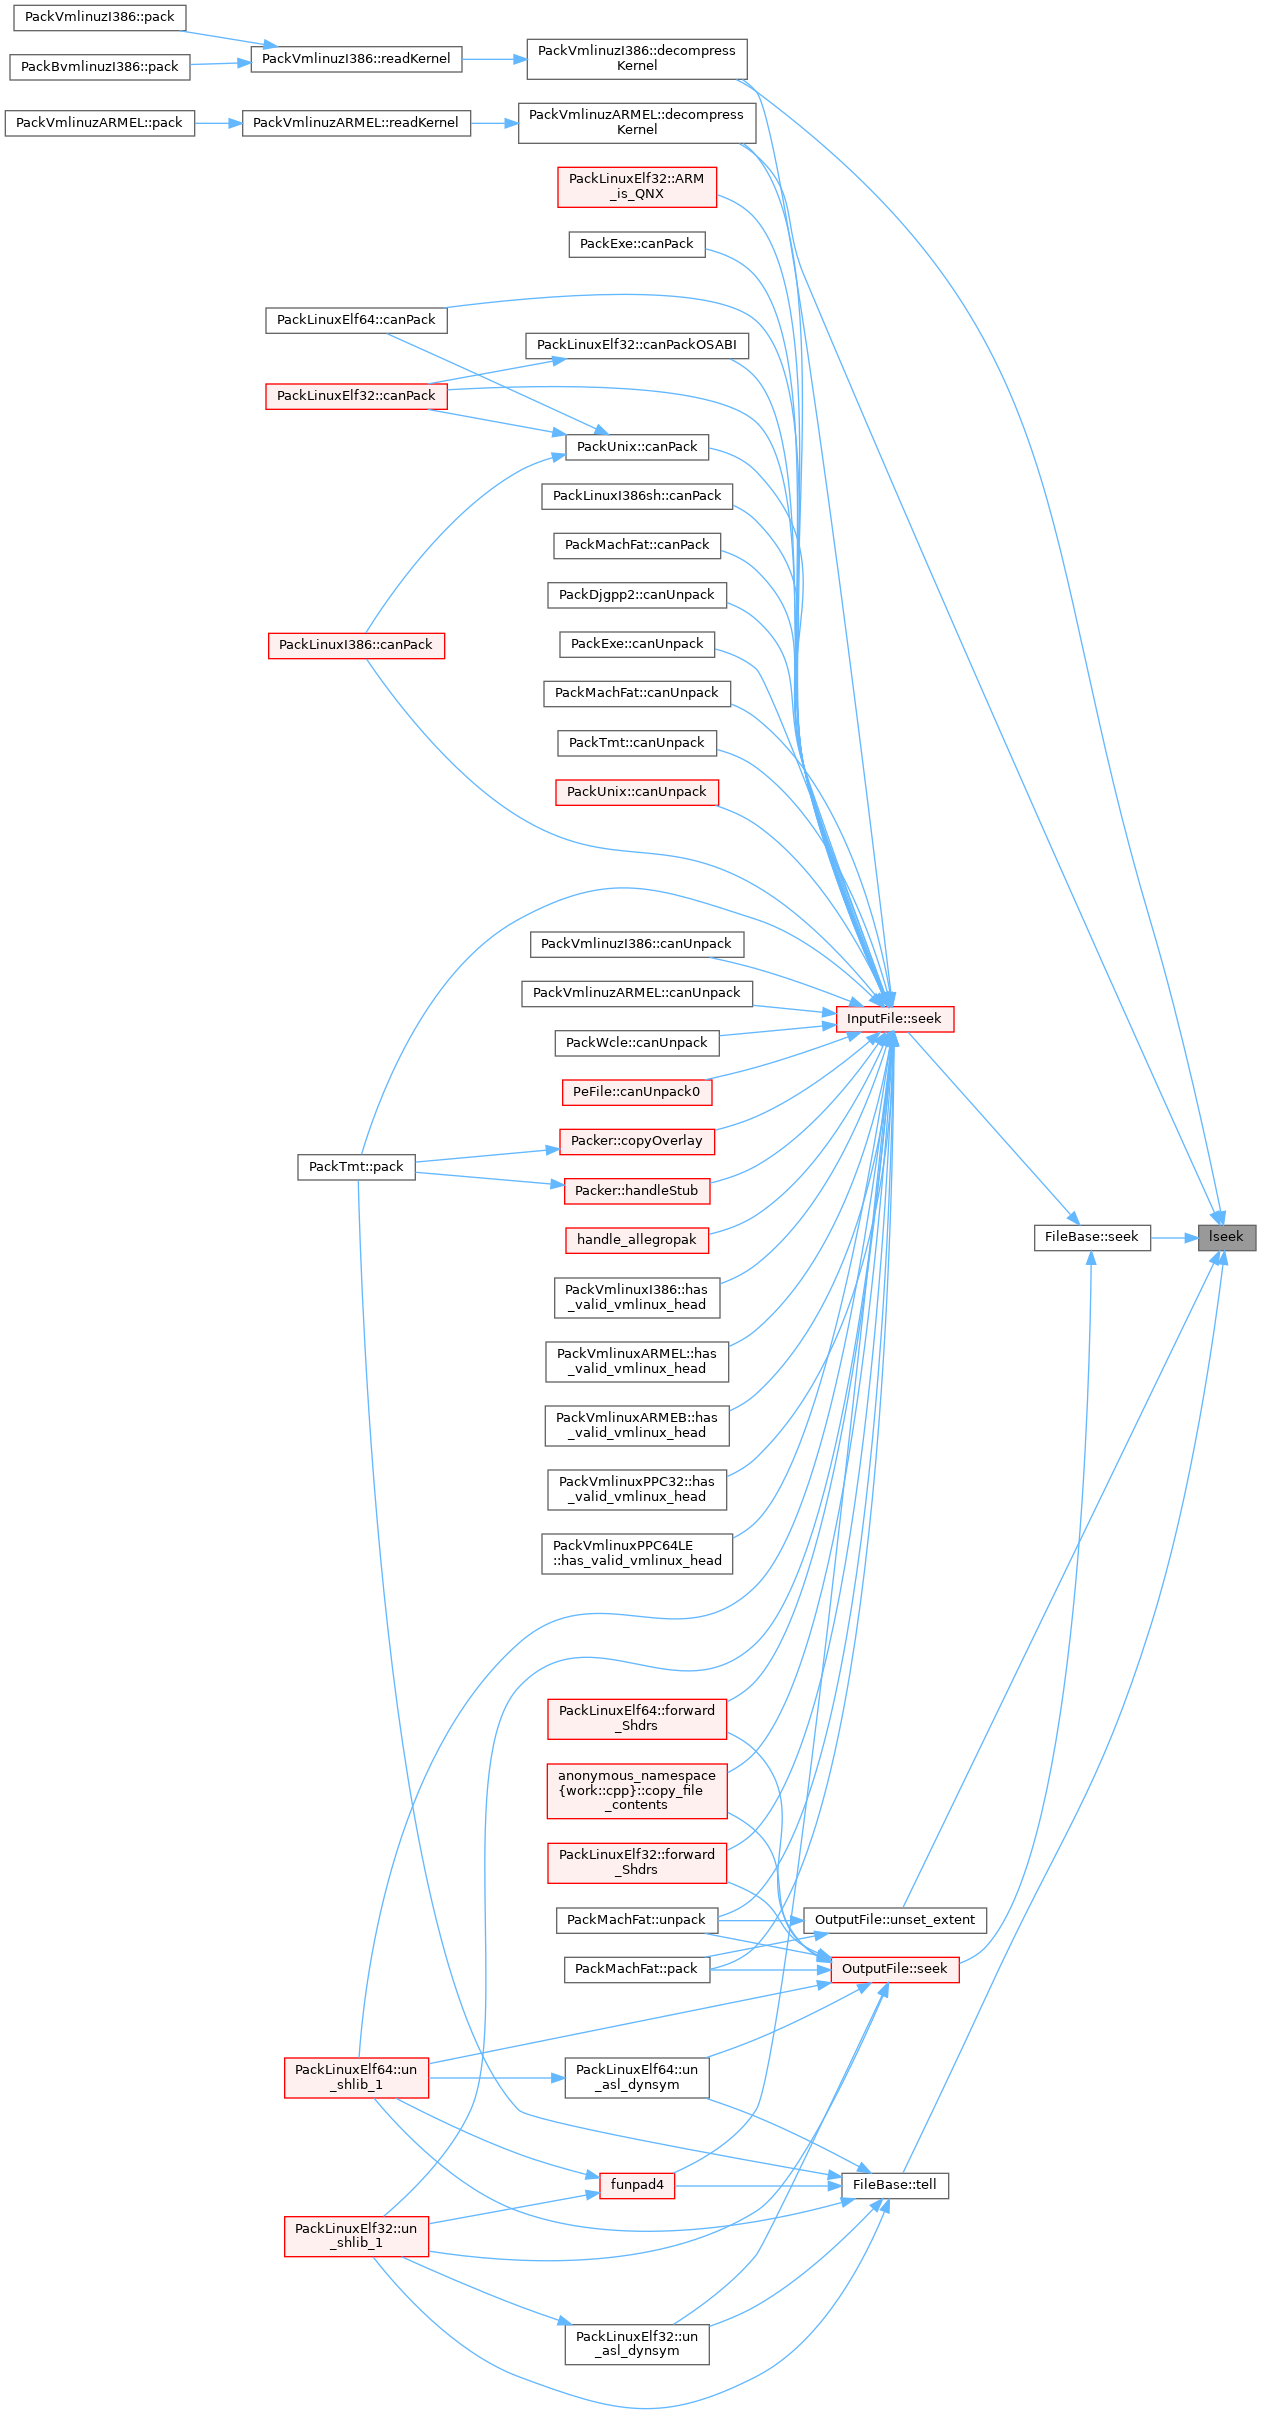 PackVmlinuzI386::pack
PackBvmlinuzI386::pack
PackVmlinuzI386::readKernel
PackVmlinuzI386::decompress
Kernel
PackVmlinuzARMEL::pack
PackVmlinuzARMEL::readKernel
PackVmlinuzARMEL::decompress
Kernel
PackLinuxElf32::ARM
_is_QNX
PackExe::canPack
PackLinuxElf64::canPack
PackLinuxElf32::canPackOSABI
PackLinuxElf32::canPack
PackUnix::canPack
PackLinuxI386sh::canPack
PackMachFat::canPack
PackDjgpp2::canUnpack
PackLinuxI386::canPack
PackExe::canUnpack
PackMachFat::canUnpack
PackTmt::canUnpack
PackUnix::canUnpack
PackVmlinuzI386::canUnpack
PackVmlinuzARMEL::canUnpack
InputFile::seek
PackWcle::canUnpack
PeFile::canUnpack0
Packer::copyOverlay
PackTmt::pack
Packer::handleStub
handle_allegropak
FileBase::seek
lseek
PackVmlinuxI386::has
_valid_vmlinux_head
PackVmlinuxARMEL::has
_valid_vmlinux_head
PackVmlinuxARMEB::has
_valid_vmlinux_head
PackVmlinuxPPC32::has
_valid_vmlinux_head
PackVmlinuxPPC64LE
::has_valid_vmlinux_head
PackLinuxElf64::forward
_Shdrs
anonymous_namespace
{work::cpp}::copy_file
_contents
PackLinuxElf32::forward
_Shdrs
PackMachFat::unpack
OutputFile::unset_extent
PackMachFat::pack
OutputFile::seek
PackLinuxElf64::un
_shlib_1
PackLinuxElf64::un
_asl_dynsym
funpad4
FileBase::tell
PackLinuxElf32::un
_shlib_1
PackLinuxElf32::un
_asl_dynsym